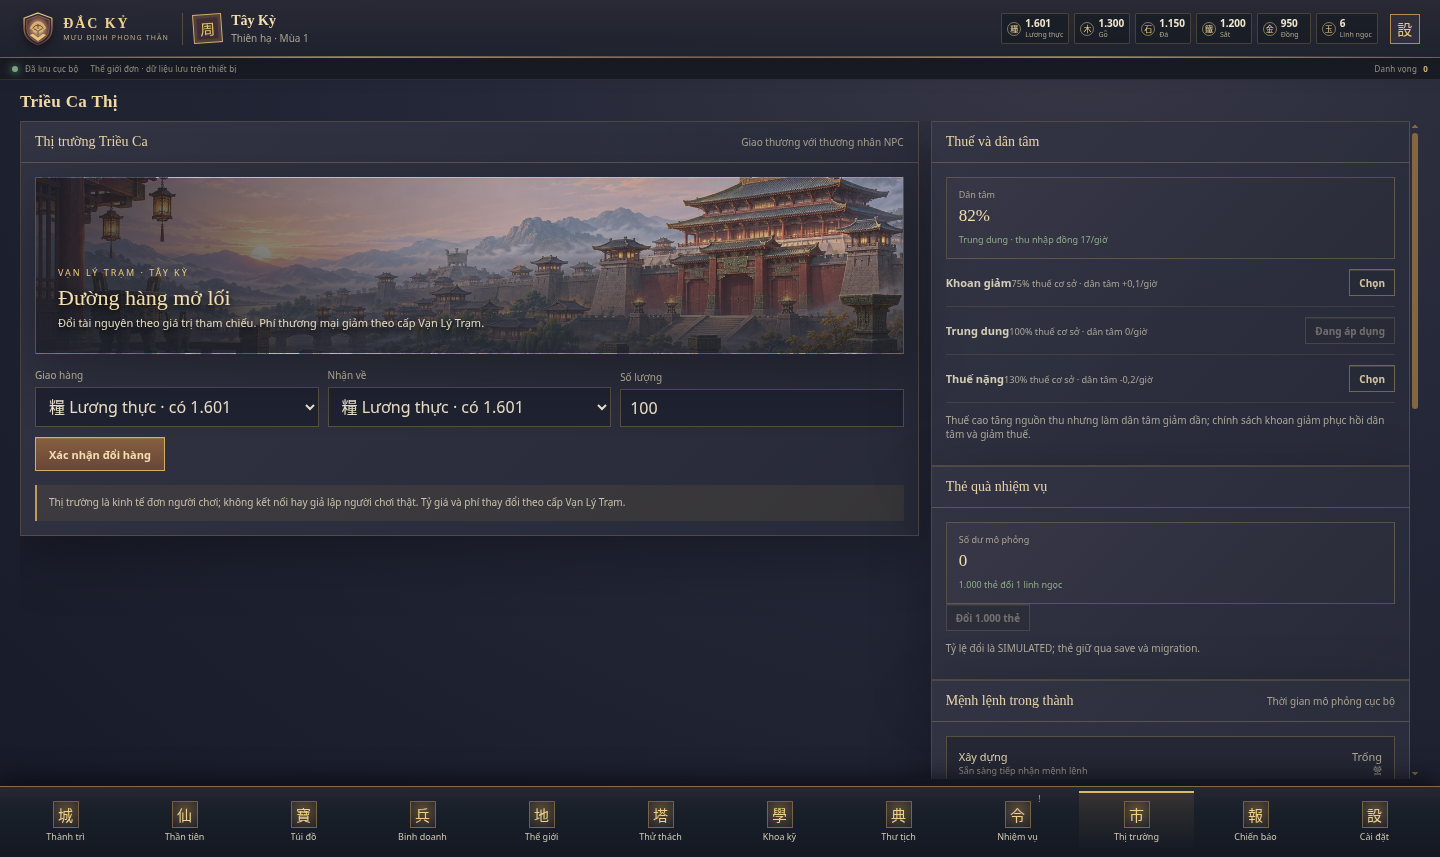 ĐẮC KỶ
MƯU ĐỊNH PHONG THẦN
周
Tây Kỳ
Thiên hạ · Mùa 1
糧 1.601 Lương thực
木 1.300 Gỗ
石 1.150 Đá
鐵 1.200 Sắt
金 950 Đồng
玉 6 Linh ngọc
設
Đã lưu cục bộ Thế giới đơn · dữ liệu lưu trên thiết bị
Danh vọng 0
Triều Ca Thị
Thị trường Triều Ca
Giao thương với thương nhân NPC
VẠN LÝ TRẠM · TÂY KỲ
Đường hàng mở lối
Đổi tài nguyên theo giá trị tham chiếu. Phí thương mại giảm theo cấp Vạn Lý Trạm.
Giao hàng
糧 Lương thực · có 1.601
Nhận về
糧 Lương thực · có 1.601
Số lượng
100
Xác nhận đổi hàng
Thị trường là kinh tế đơn người chơi; không kết nối hay giả lập người chơi thật. Tỷ giá và phí thay đổi theo cấp Vạn Lý Trạm.
Thuế và dân tâm
Dân tâm
82%
Trung dung · thu nhập đồng 17/giờ
Khoan giảm75% thuế cơ sở · dân tâm +0,1/giờ
Chọn
Trung dung100% thuế cơ sở · dân tâm 0/giờ
Đang áp dụng
Thuế nặng130% thuế cơ sở · dân tâm -0,2/giờ
Chọn
Thuế cao tăng nguồn thu nhưng làm dân tâm giảm dần; chính sách khoan giảm phục hồi dân
tâm và giảm thuế.
Thẻ quà nhiệm vụ
Số dư mô phỏng
0
1.000 thẻ đổi 1 linh ngọc
Đổi 1.000 thẻ
Tỷ lệ đổi là SIMULATED; thẻ giữ qua save và migration.
Mệnh lệnh trong thành
Thời gian mô phỏng cục bộ
Xây dựng
Trống
Sẵn sàng tiếp nhận mệnh lệnh
城 Thành trì
仙 Thần tiên
寶 Túi đồ
兵 Binh doanh
地 Thế giới
塔 Thử thách
學 Khoa kỹ
典 Thư tịch
令 Nhiệm vụ !
市 Thị trường
報 Chiến báo
設 Cài đặt